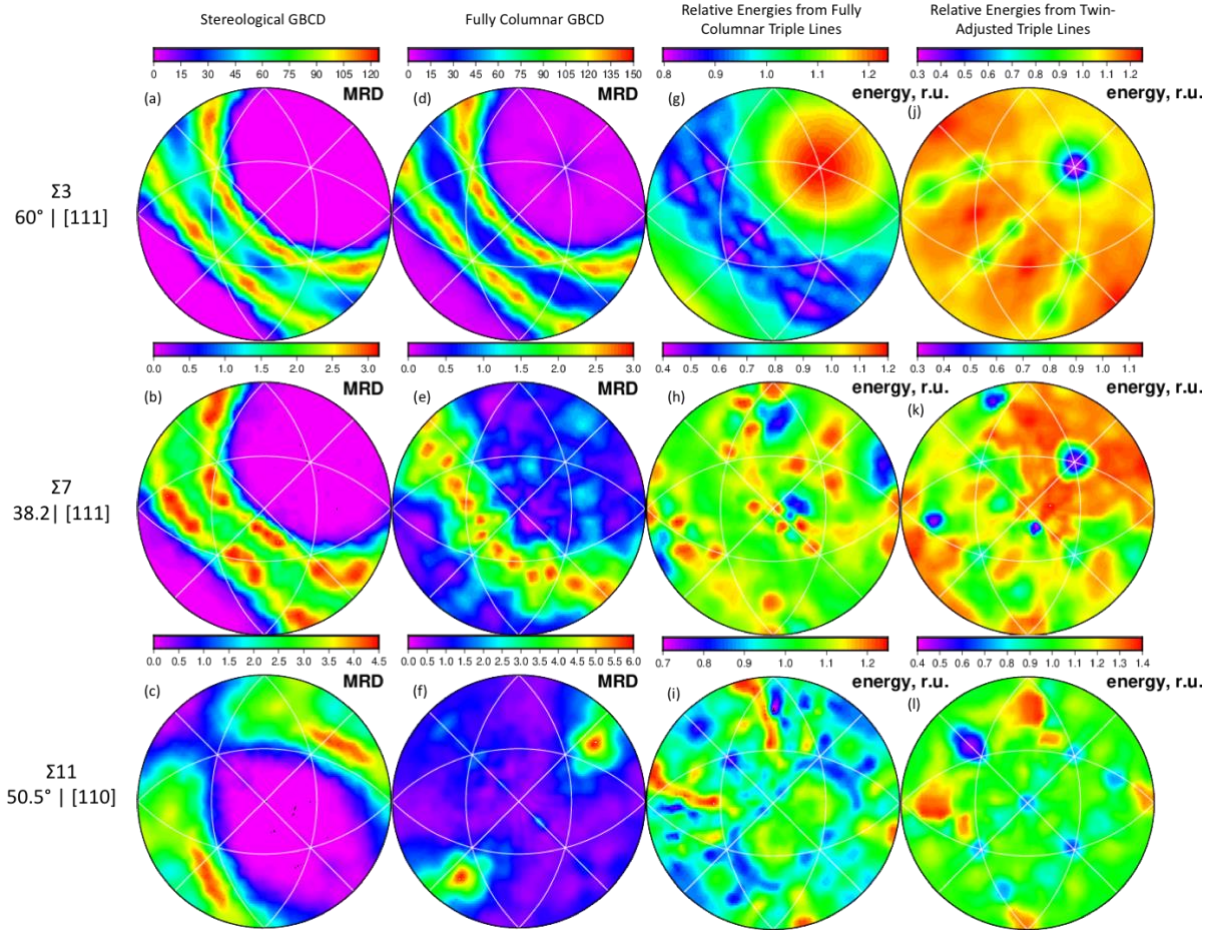 Stereological GBCD
Fully Columnar GBCD
Relative Energies from Fully
Columnar Triple Lines
Relative Energies from Twin-
Adjusted Triple Lines
0 15 30 45 60 75 90 105 120
MRD
(a)
0 15 30 45 60 75 90 105 120 135 150
MRD
(d)
0.8 0.9 1.0 1.1 1.2
energy, r.u.
(g)
0.3 0.4 0.5 0.6 0.7 0.8 0.9 1.0 1.1 1.2
energy, r.u.
(j)
Σ3
60° | [111]
0.0 0.5 1.0 1.5 2.0 2.5 3.0
MRD
(b)
0.0 0.5 1.0 1.5 2.0 2.5 3.0
MRD
(e)
0.4 0.5 0.6 0.7 0.8 0.9 1.0 1.1 1.2
energy, r.u.
(h)
0.3 0.4 0.5 0.6 0.7 0.8 0.9 1.0 1.1
energy, r.u.
(k)
Σ7
38.2| [111]
0.0 0.5 1.0 1.5 2.0 2.5 3.0 3.5 4.0 4.5
MRD
(c)
0.0 0.5 1.0 1.5 2.0 2.5 3.0 3.5 4.0 4.5 5.0 5.5 6.0
MRD
(f)
0.7 0.8 0.9 1.0 1.1 1.2
energy, r.u.
(i)
0.4 0.5 0.6 0.7 0.8 0.9 1.0 1.1 1.2 1.3 1.4
energy, r.u.
(l)
Σ11
50.5° | [110]